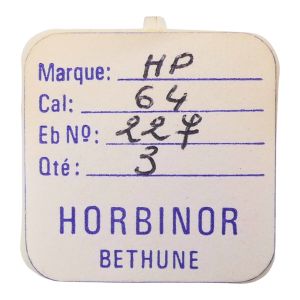 Marque: HP
Cal: 64
Eb Nº: 227
Qté: 3
HORBINOR
BETHUNE